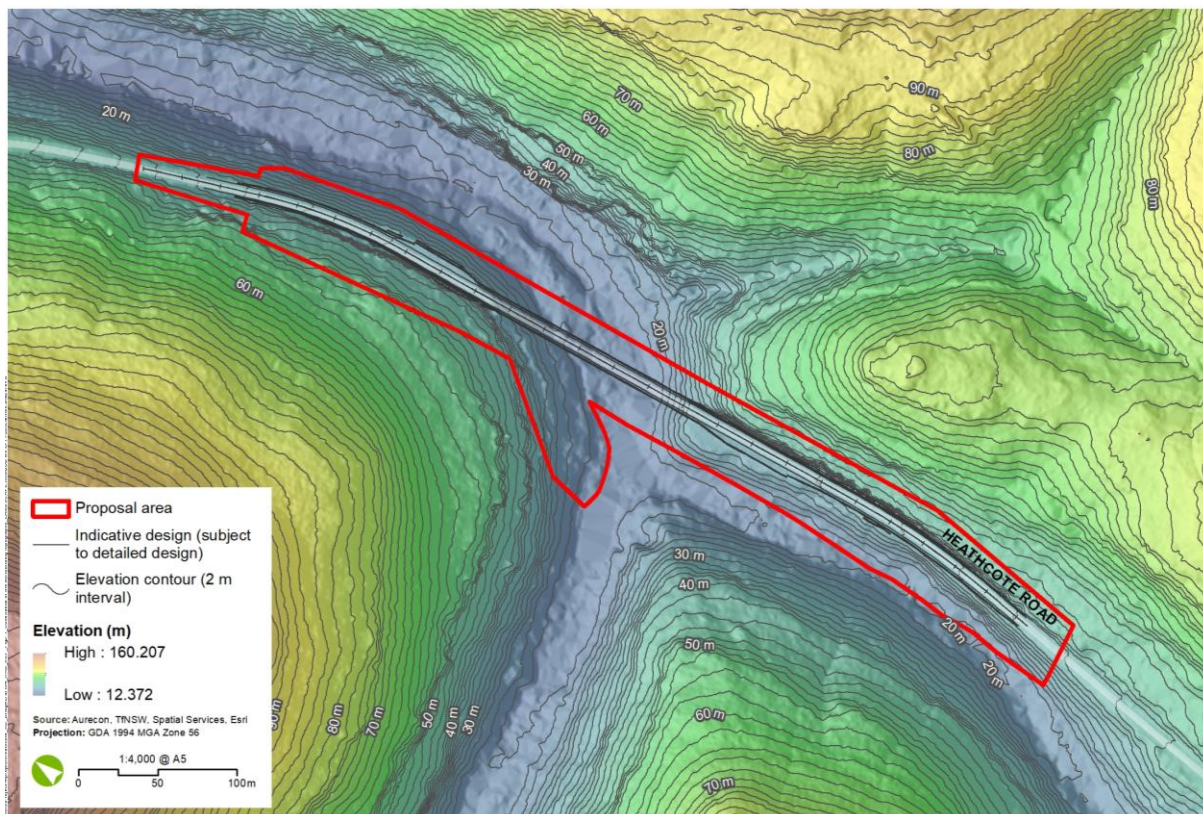 90 m
70 m
60 m
80 m
50 m
40 m
30 m
20 m
80 m
60 m
20 m
HEATHCOTE ROAD
30 m
40 m
50 m
20 m
20 m
60 m
70 m
80 m
70 m
50 m
40 m
30 m
Proposal area
Indicative design (subject
to detailed design)
Elevation contour (2 m
interval)
Elevation (m)
High : 160.207
Low : 12.372
Source: Aurecon, TfNSW, Spatial Services, Esri
Projection: GDA 1994 MGA Zone 56
1:4,000 @ A5
0 50 100m